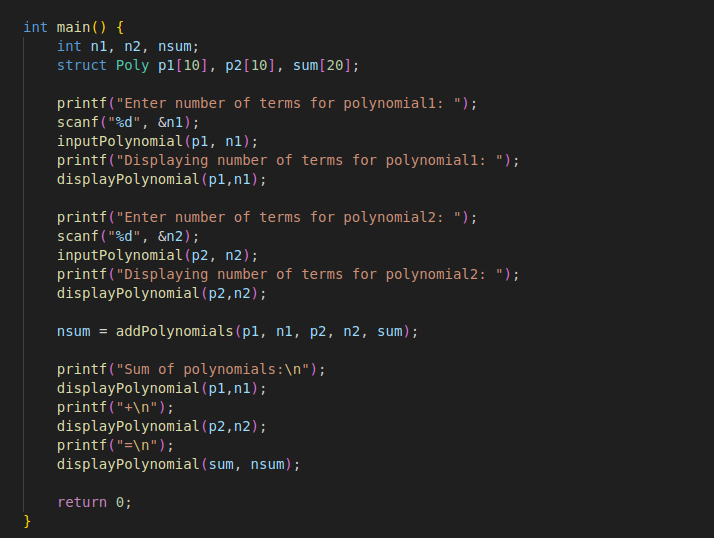 int main() {
    int n1, n2, nsum;
    struct Poly p1[10], p2[10], sum[20];

    printf("Enter number of terms for polynomial1: ");
    scanf("%d", &n1);
    inputPolynomial(p1, n1);
    printf("Displaying number of terms for polynomial1: ");
    displayPolynomial(p1,n1);

    printf("Enter number of terms for polynomial2: ");
    scanf("%d", &n2);
    inputPolynomial(p2, n2);
    printf("Displaying number of terms for polynomial2: ");
    displayPolynomial(p2,n2);

    nsum = addPolynomials(p1, n1, p2, n2, sum);

    printf("Sum of polynomials:\n");
    displayPolynomial(p1,n1);
    printf("+\n");
    displayPolynomial(p2,n2);
    printf("=\n");
    displayPolynomial(sum, nsum);

    return 0;
}